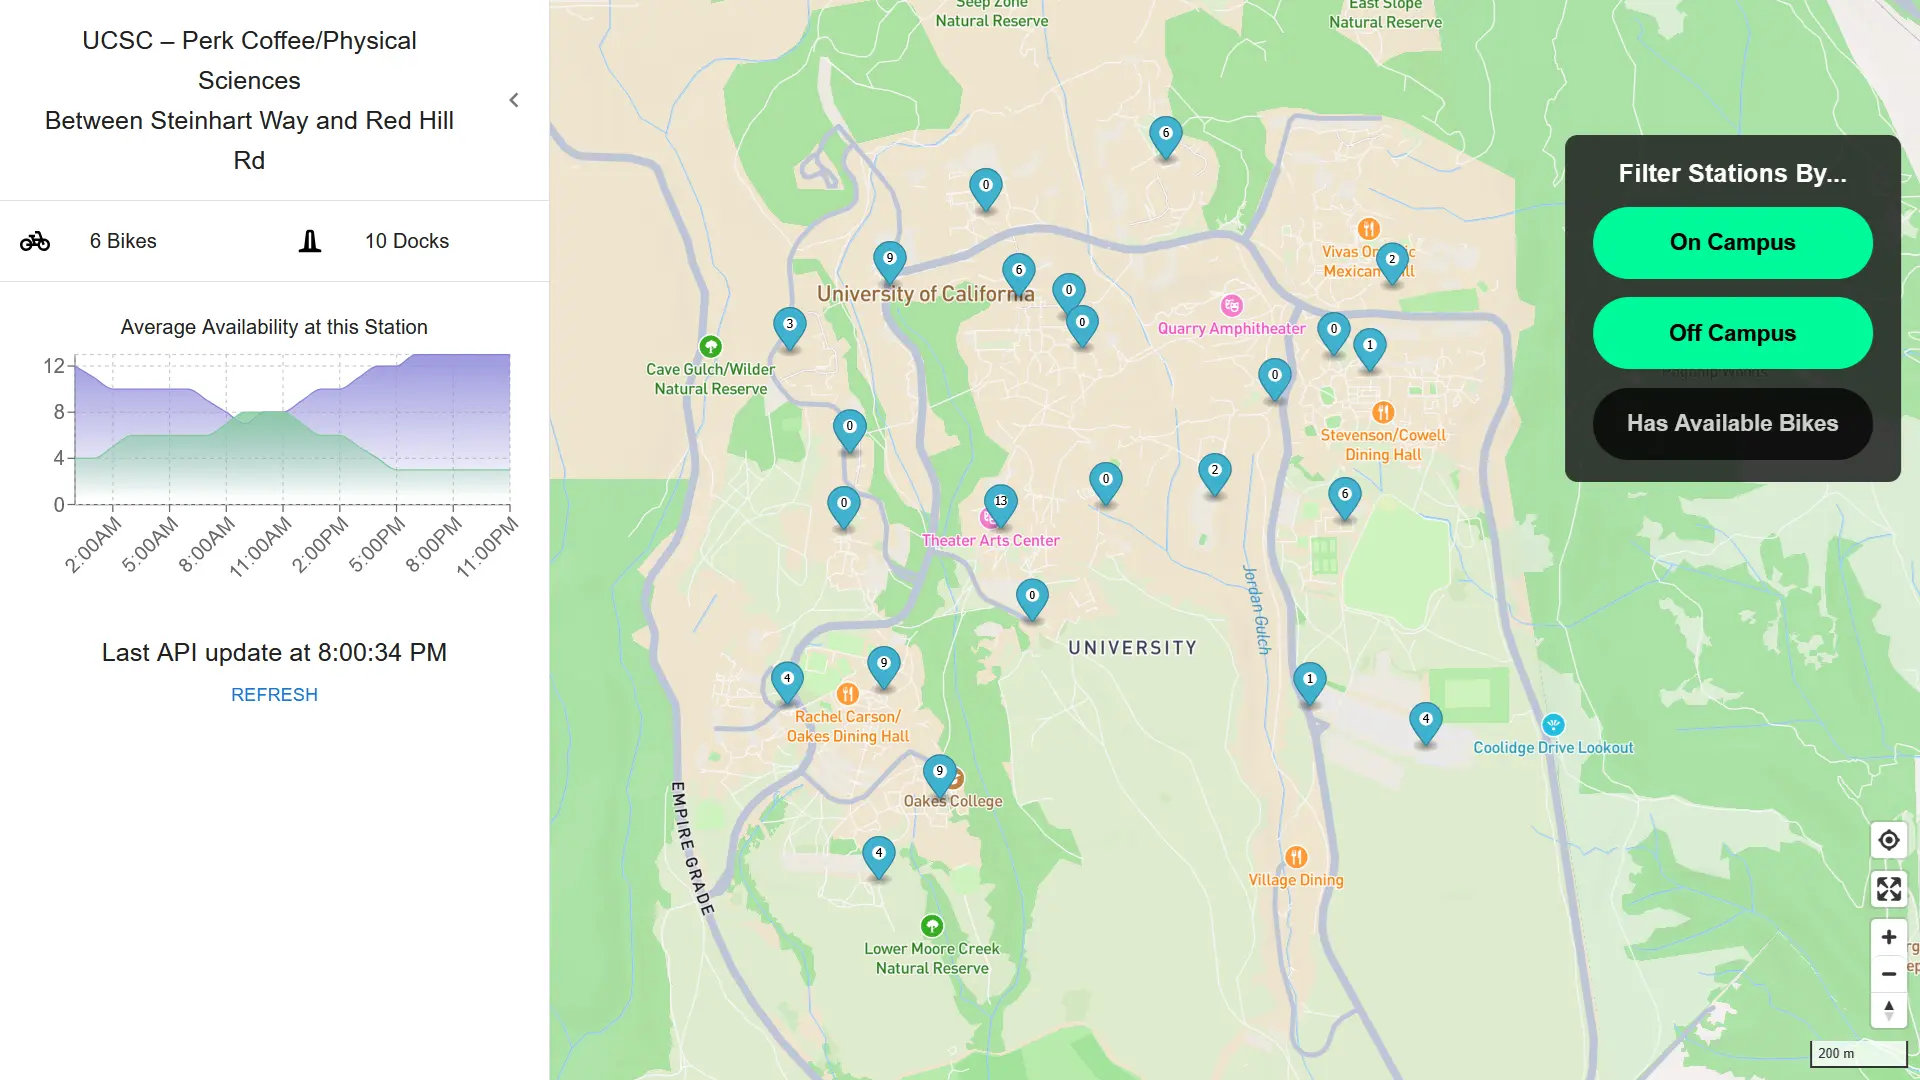 UCSC – Perk Coffee/Physical
Sciences
Between Steinhart Way and Red Hill
Rd
6 Bikes
10 Docks
Average Availability at this Station
12
8
4
0
2:00AM
5:00AM
8:00AM
11:00AM
2:00PM
5:00PM
8:00PM
11:00PM
Last API update at 8:00:34 PM
REFRESH
Seep Zone
Natural Reserve
East Slope
Natural Reserve
6
0
9
6
0
0
University of California
3
Cave Gulch/Wilder
Natural Reserve
Quarry Amphitheater
Vivas
Mexican
2
0
1
0
Stevenson/Cowell
Dining Hall
0
0
13
Theater Arts Center
0
2
6
0
Jordan Gulch
UNIVERSITY
4
9
Rachel Carson/
Oakes Dining Hall
1
4
Coolidge Drive Lookout
9
Oakes College
EMPIRE GRADE
4
Village Dining
Lower Moore Creek
Natural Reserve
Filter Stations By...
On Campus
Off Campus
Has Available Bikes
200 m